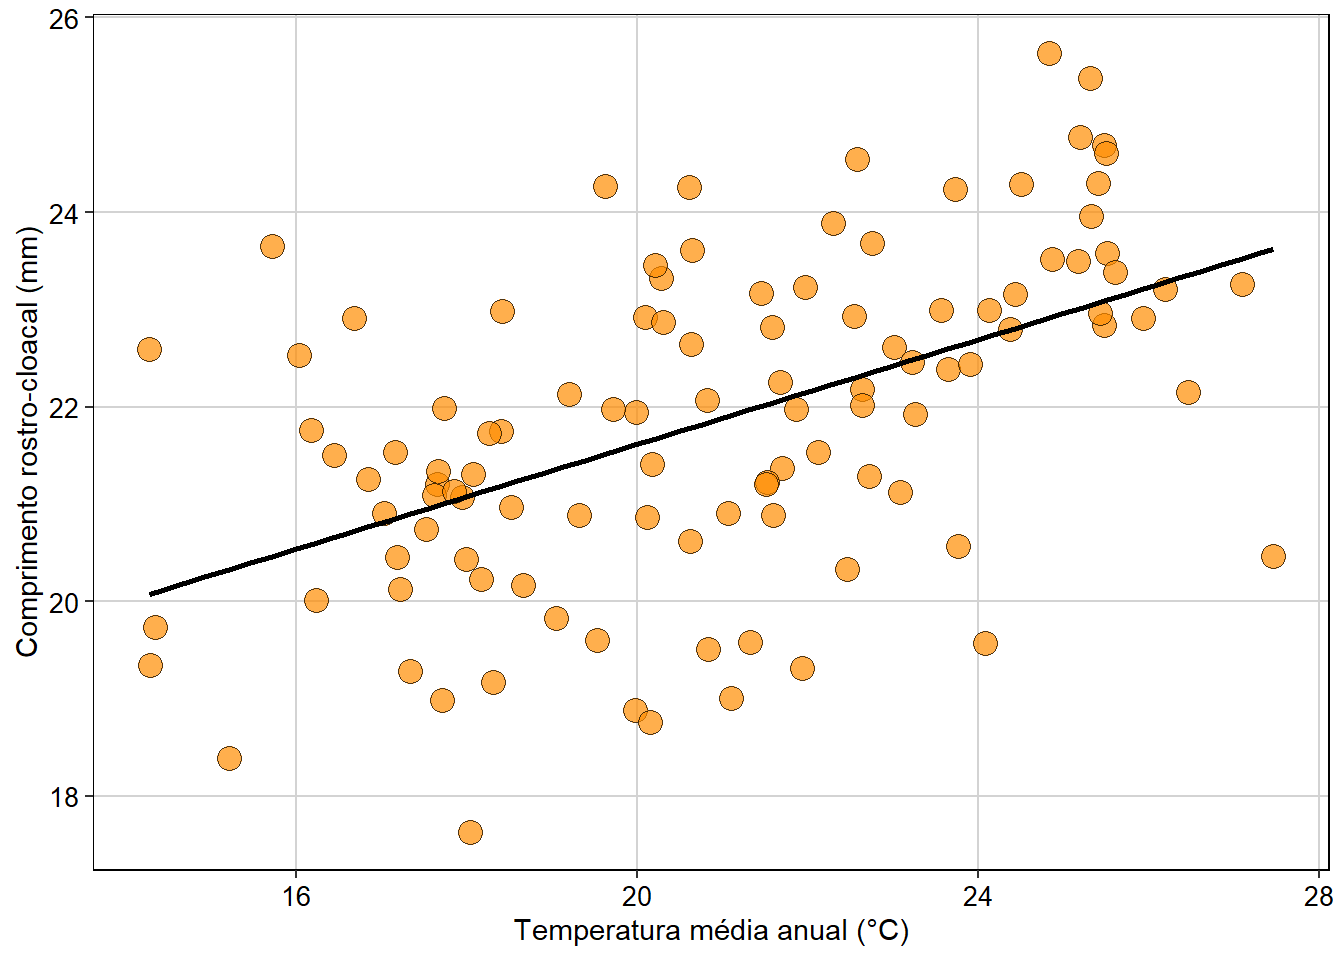 Comprimento rostro-cloacal (mm)
26
24
22
20
18
16 20 24 28
Temperatura média anual (°C)